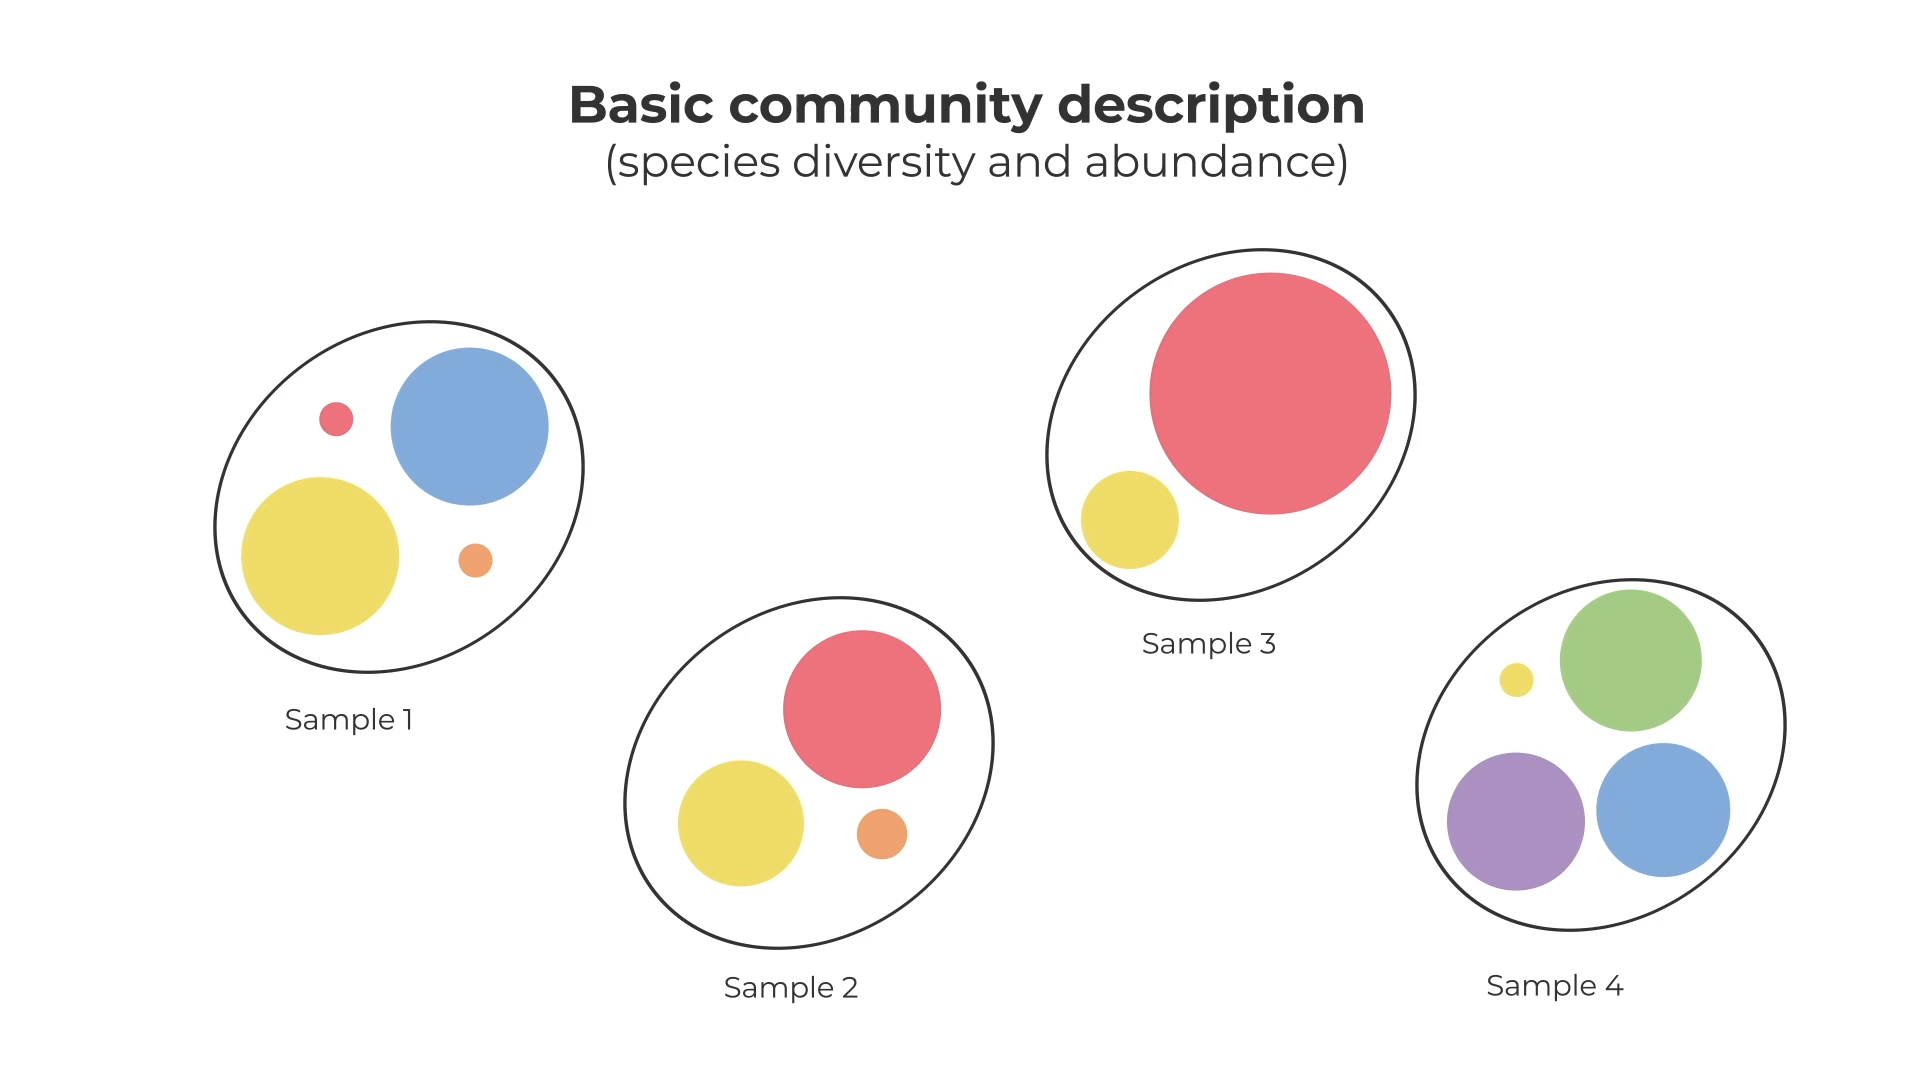 Basic community description
(species diversity and abundance)
Sample 1
Sample 2
Sample 3
Sample 4